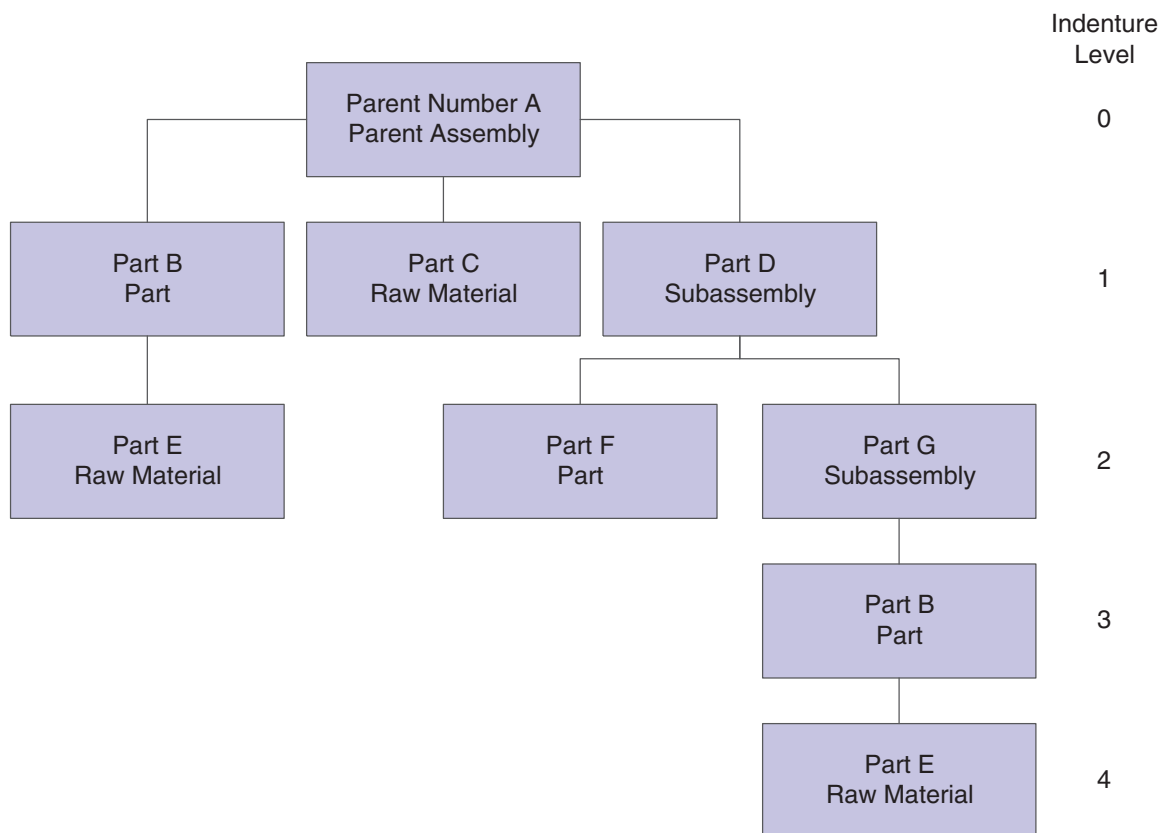 Indenture
Level
Parent Number A
Parent Assembly
0
Part B
Part
Part C
Raw Material
Part D
Subassembly
1
Part E
Raw Material
Part F
Part
Part G
Subassembly
2
Part B
Part
3
Part E
Raw Material
4